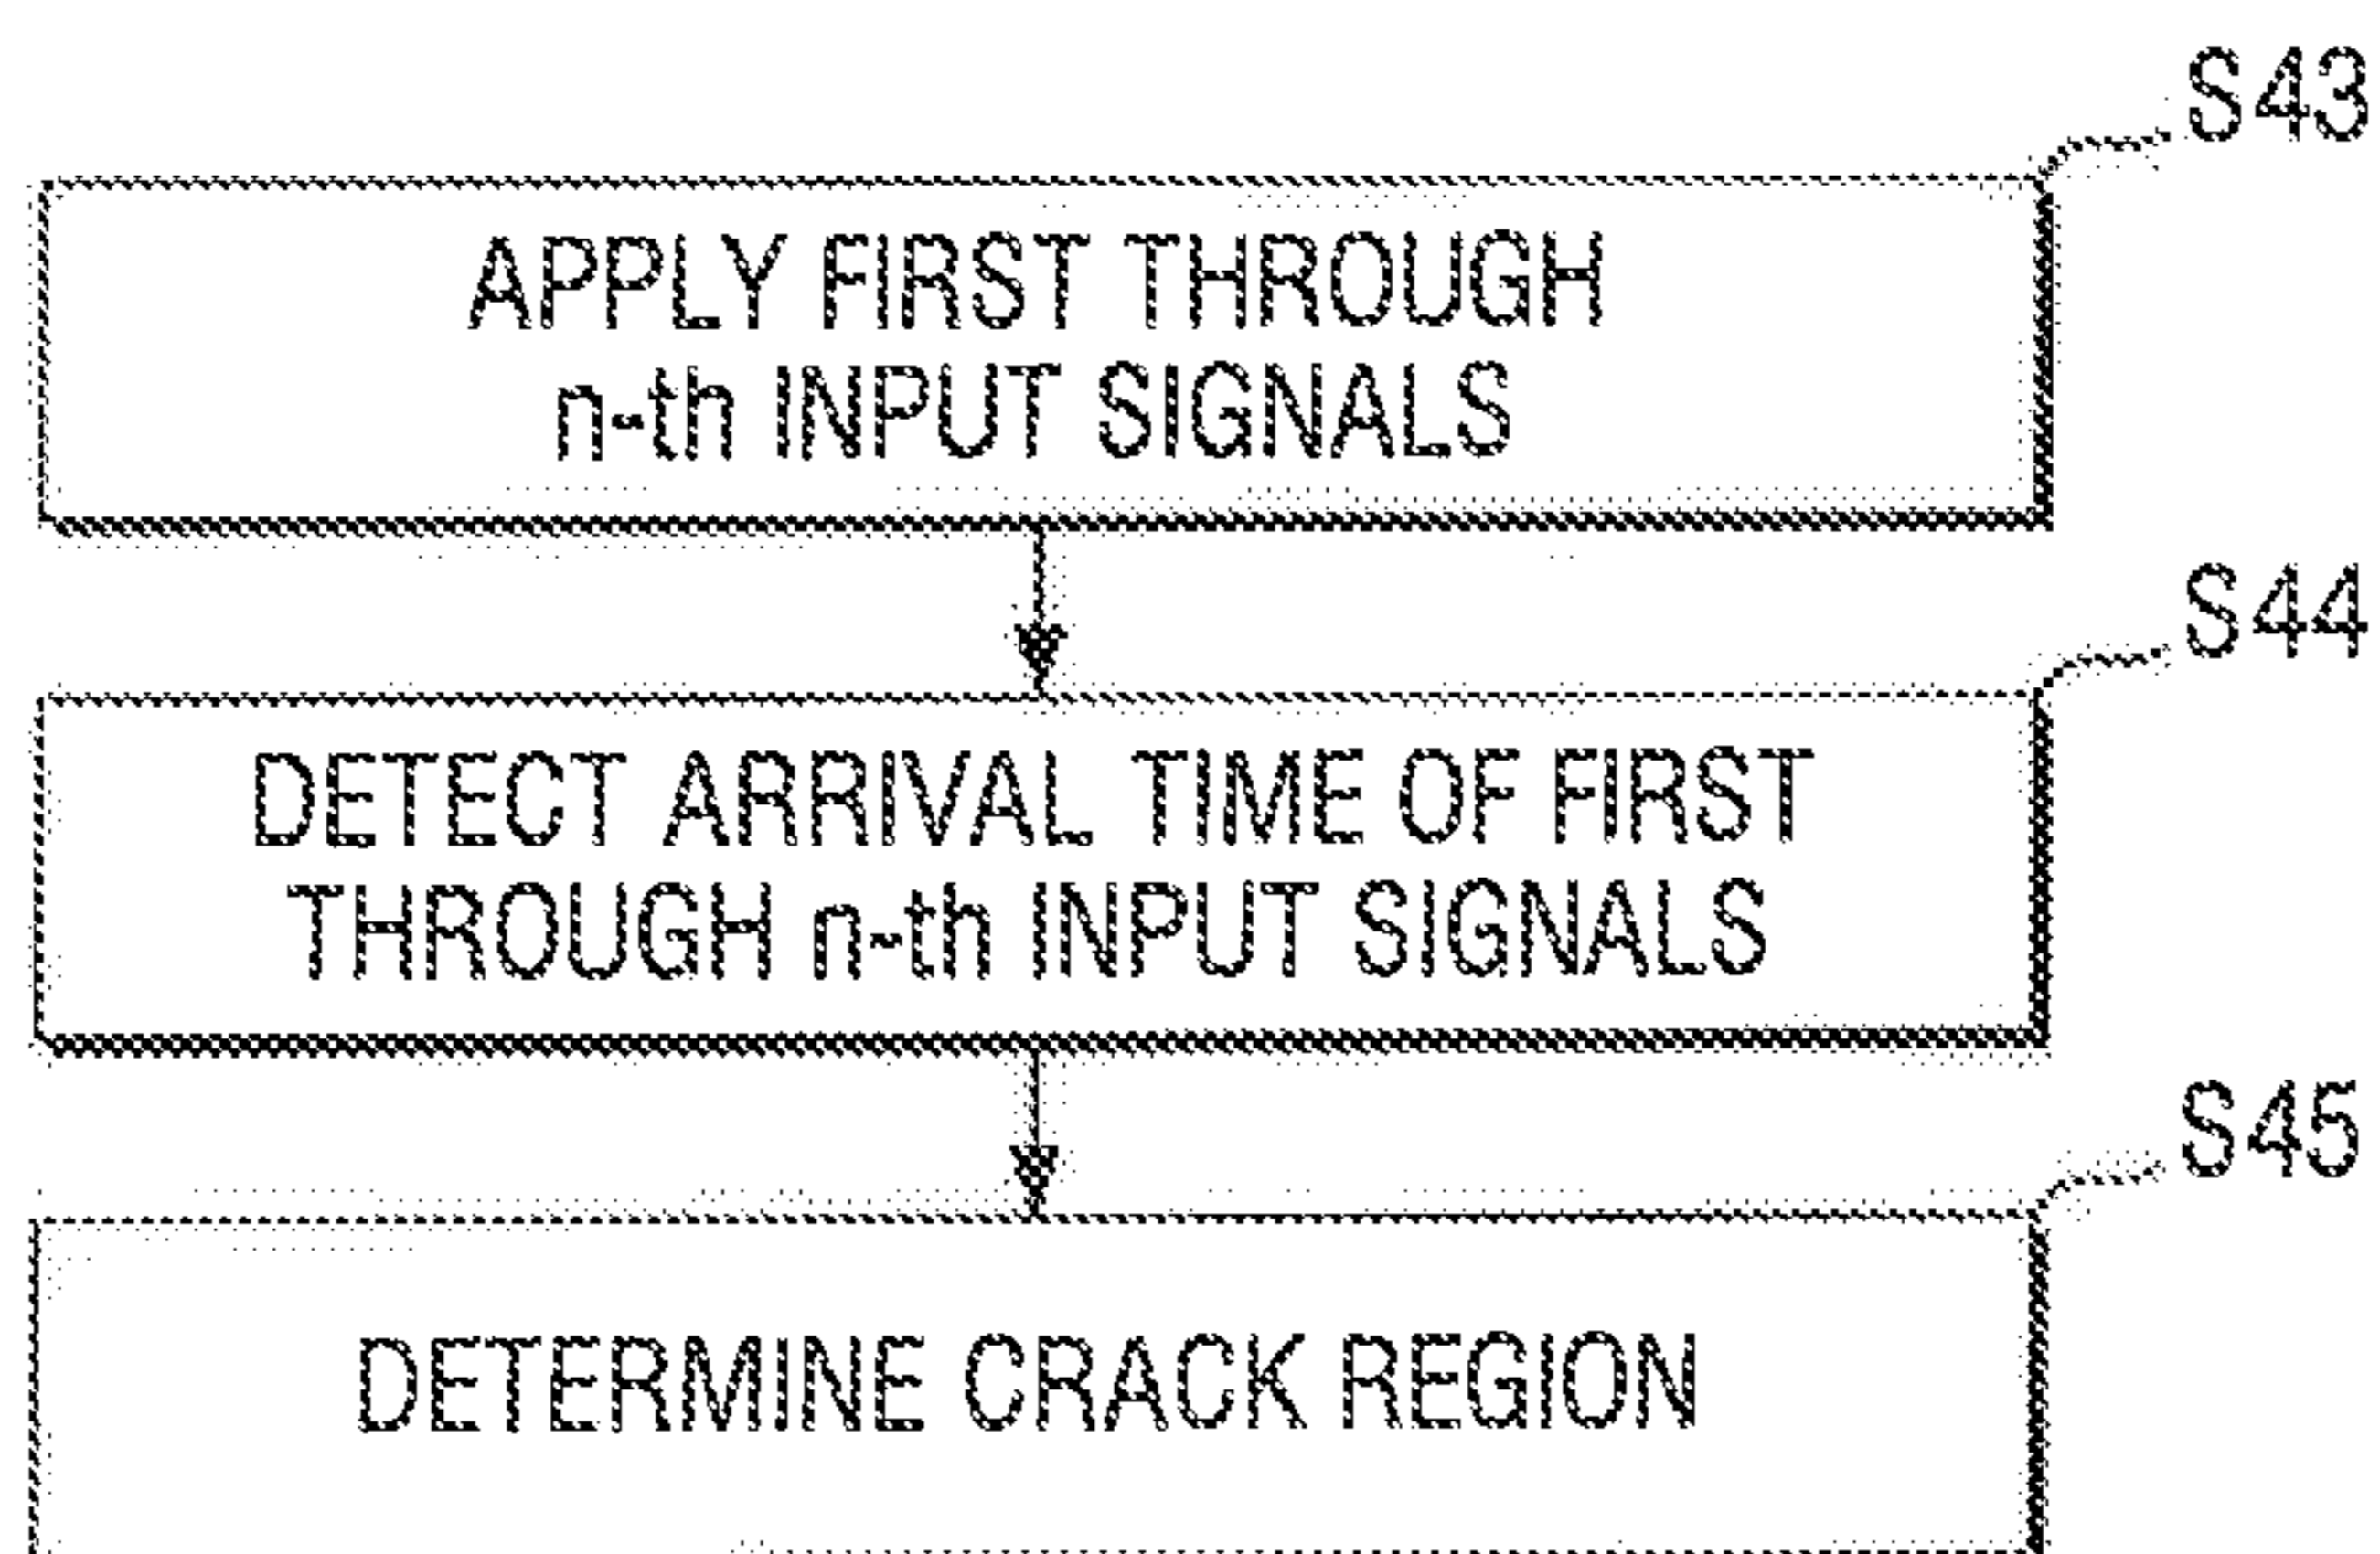 S43
APPLY FIRST THROUGH
n-th INPUT SIGNALS
S44
DETECT ARRIVAL TIME OF FIRST
THROUGH n-th INPUT SIGNALS
S45
DETERMINE CRACK REGION